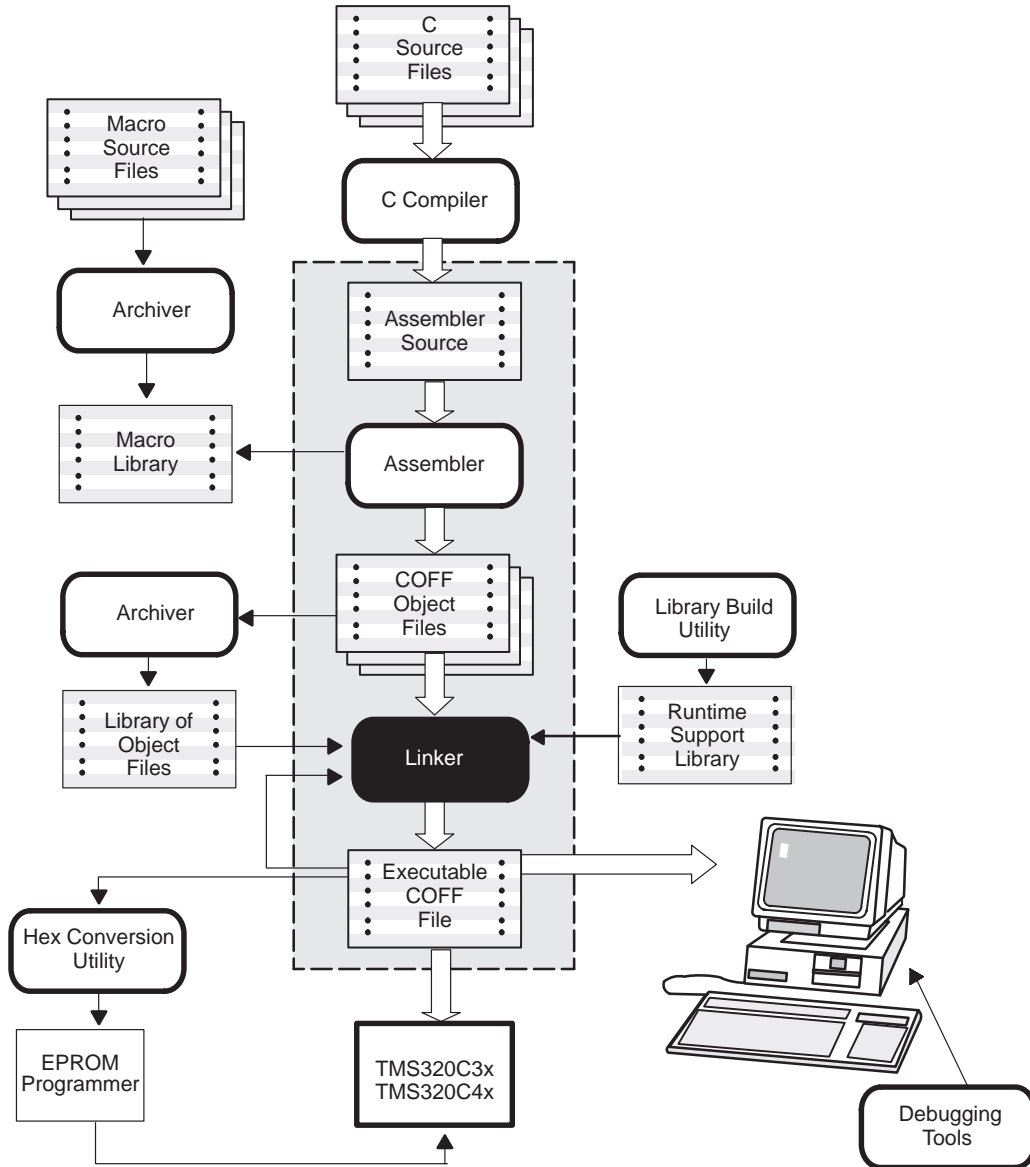 C
Source
Files
Macro
Source
Files
C Compiler
Archiver
Assembler
Source
Macro
Library
Assembler
Archiver
COFF
Object
Files
Library Build
Utility
Library of
Object
Files
Linker
Runtime
Support
Library
Executable
COFF
File
Hex Conversion
Utility
EPROM
Programmer
TMS320C3x
TMS320C4x
Debugging
Tools